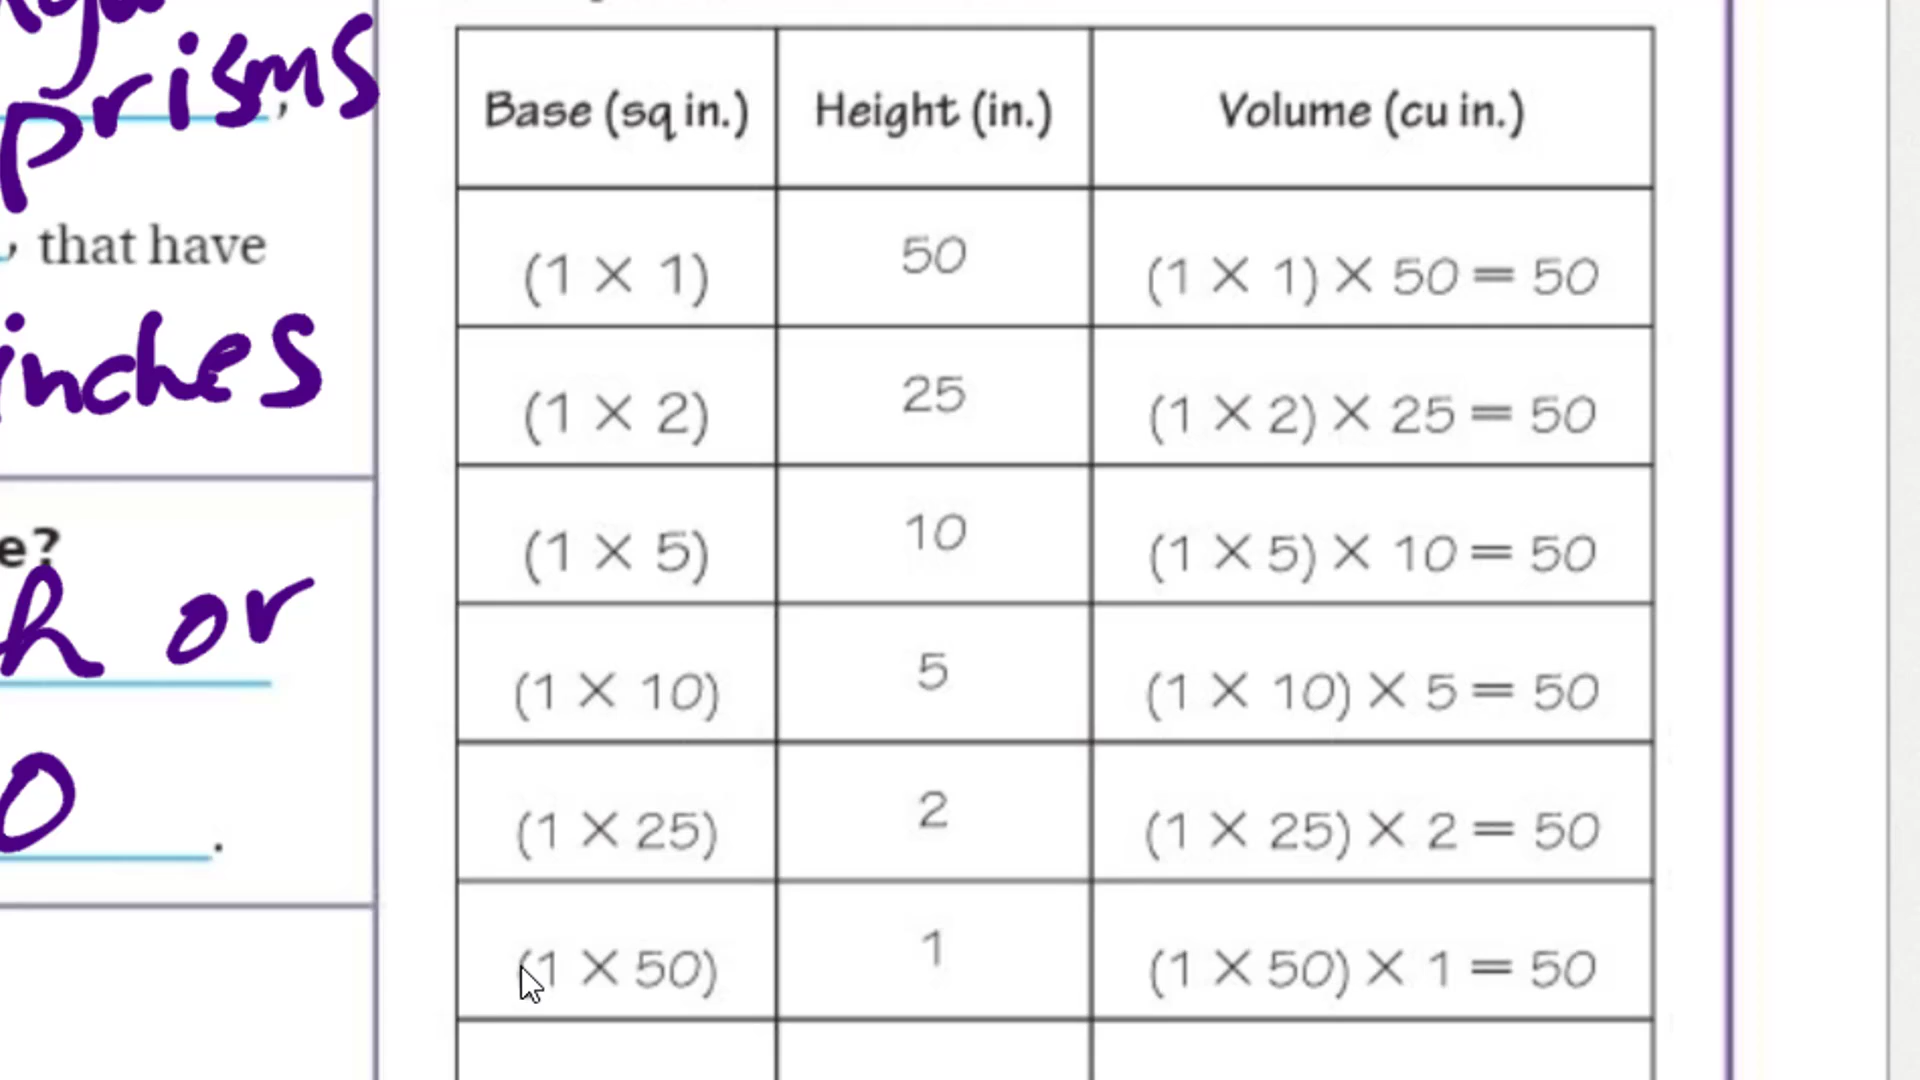 prisms,
that have
inches
e?
h or
0.
Base (sq in.) Height (in.) Volume (cu in.)
(1 × 1) 50 (1 × 1) × 50 = 50
(1 × 2) 25 (1 × 2) × 25 = 50
(1 × 5) 10 (1 × 5) × 10 = 50
(1 × 10) 5 (1 × 10) × 5 = 50
(1 × 25) 2 (1 × 25) × 2 = 50
(1 × 50) 1 (1 × 50) × 1 = 50